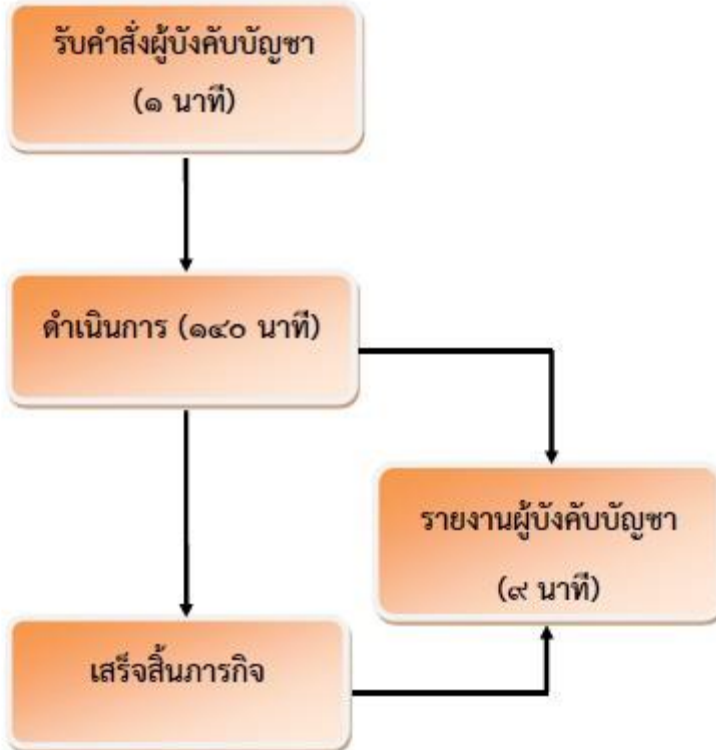 รับคำสั่งผู้บังคับบัญชา
(๑ นาที)
ดำเนินการ (๑๔๐ นาที)
รายงานผู้บังคับบัญชา
(๙ นาที)
เสร็จสิ้นภารกิจ